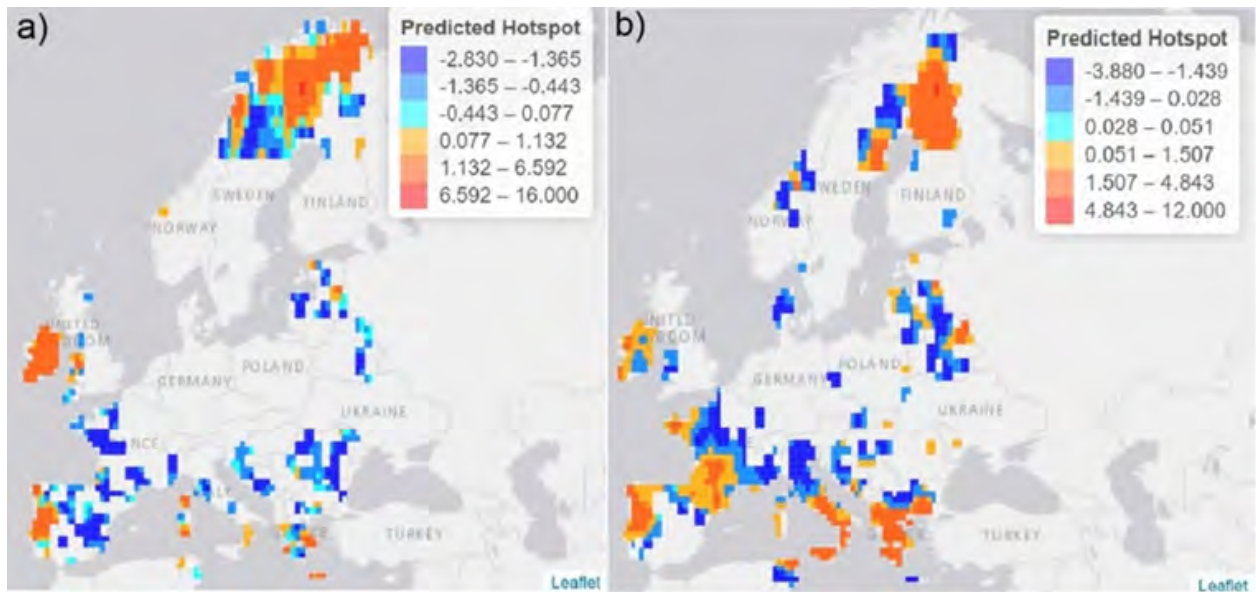 a)
Predicted Hotspot
-2.830 – -1.365
-1.365 – -0.443
-0.443 – 0.077
0.077 – 1.132
1.132 – 6.592
6.592 – 16.000
SWEDEN
FINLAND
NORWAY
POLAND
GERMANY
UKRAINE
TURKEY
Leaflet
b)
Predicted Hotspot
-3.880 – -1.439
-1.439 – 0.028
0.028 – 0.051
0.051 – 1.507
1.507 – 4.843
4.843 – 12.000
WEDEN
FINLAND
NORWAY
POLAND
GERMANY
UKRAINE
TURKEY
Leaflet